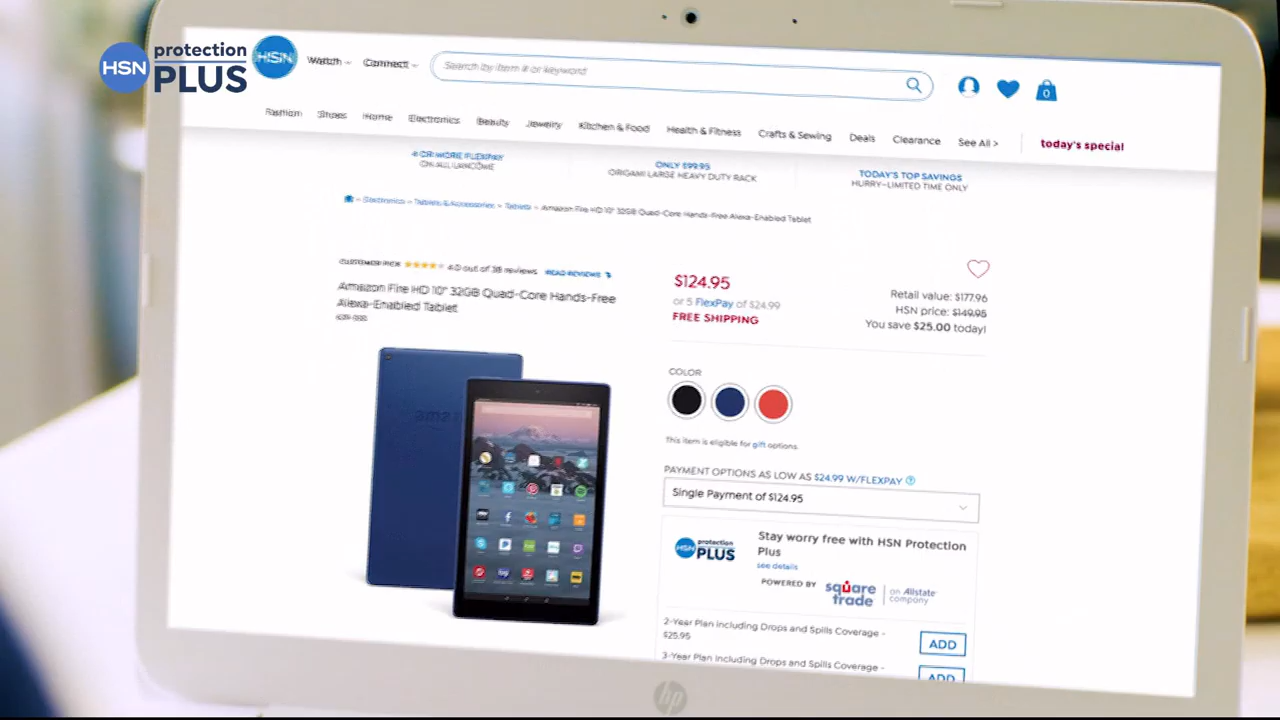 HSN protection PLUS
HSN
Watch Connect Search by item # or keyword
0
Fashion Shoes Home Electronics Beauty Jewelry Kitchen & Food Health & Fitness Crafts & Sewing Deals Clearance See All > today's special
4 OR MORE FLEXPAY
ON ALL LANCOME
ONLY $99.95
ORIGAMI LARGE HEAVY DUTY RACK
TODAY'S TOP SAVINGS
HURRY–LIMITED TIME ONLY
Electronics Tablets & Accessories Tablets Amazon Fire HD 10" 32GB Quad-Core Hands-Free Alexa-Enabled Tablet
CUSTOMER PICK 4.0 out of 38 reviews READ REVIEWS
Amazon Fire HD 10" 32GB Quad-Core Hands-Free
Alexa-Enabled Tablet
$124.95
or 5 FlexPay of $24.99
FREE SHIPPING
Retail value: $177.96
HSN price: $149.95
You save $25.00 today!
COLOR
This item is eligible for gift options.
PAYMENT OPTIONS AS LOW AS $24.99 W/FLEXPAY ?
Single Payment of $124.95
HSN protection PLUS
Stay worry free with HSN Protection
Plus
see details
POWERED BY square trade an Allstate company
2-Year Plan including Drops and Spills Coverage -
$25.95
ADD
3-Year Plan including Drops and Spills Coverage -
ADD
hp